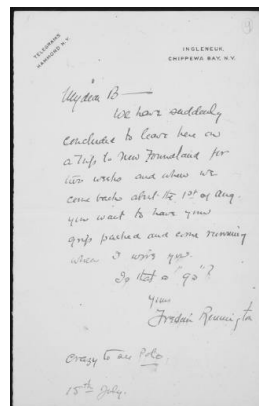 TELEGRAMS
HAMMOND N.Y.
INGLENEUK,
CHIPPEWA BAY, N.Y.
My dear B—
We have suddenly
concluded to leave here on
a trip to New Foundland for
two weeks and when we
come back about the 1st of Aug.
you want to have your
grip packed and come running
when I wire you.
Is that a "go"?
Yours
Frederic Remington
Crazy to see Polo.
15th July.